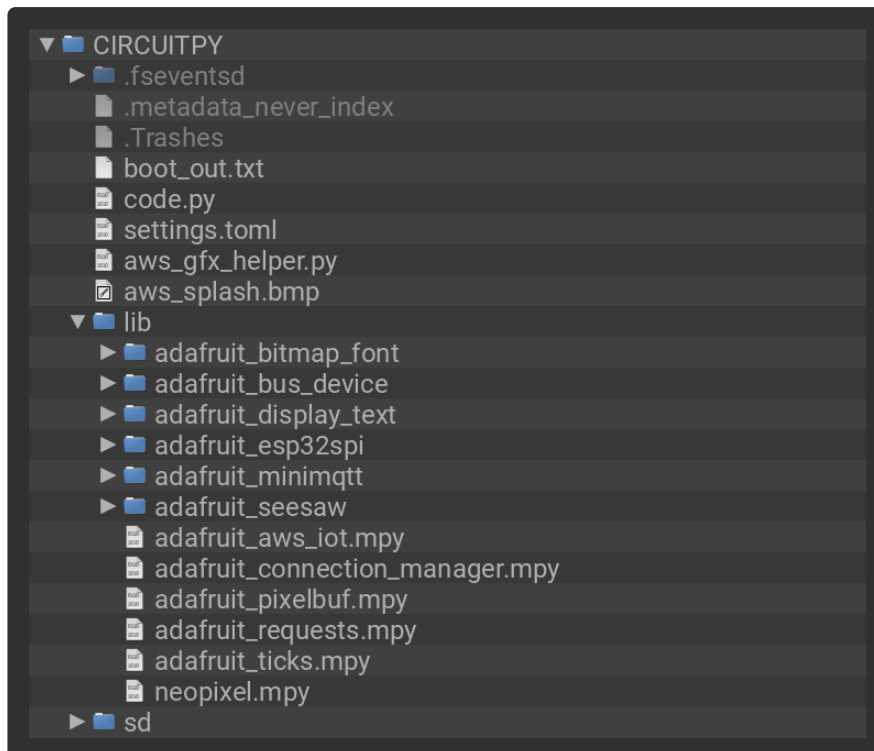 CIRCUITPY
.fseventsd
.metadata_never_index
.Trashes
boot_out.txt
code.py
settings.toml
aws_gfx_helper.py
aws_splash.bmp
lib
adafruit_bitmap_font
adafruit_bus_device
adafruit_display_text
adafruit_esp32spi
adafruit_minimqtt
adafruit_seesaw
adafruit_aws_iot.mpy
adafruit_connection_manager.mpy
adafruit_pixelbuf.mpy
adafruit_requests.mpy
adafruit_ticks.mpy
neopixel.mpy
sd